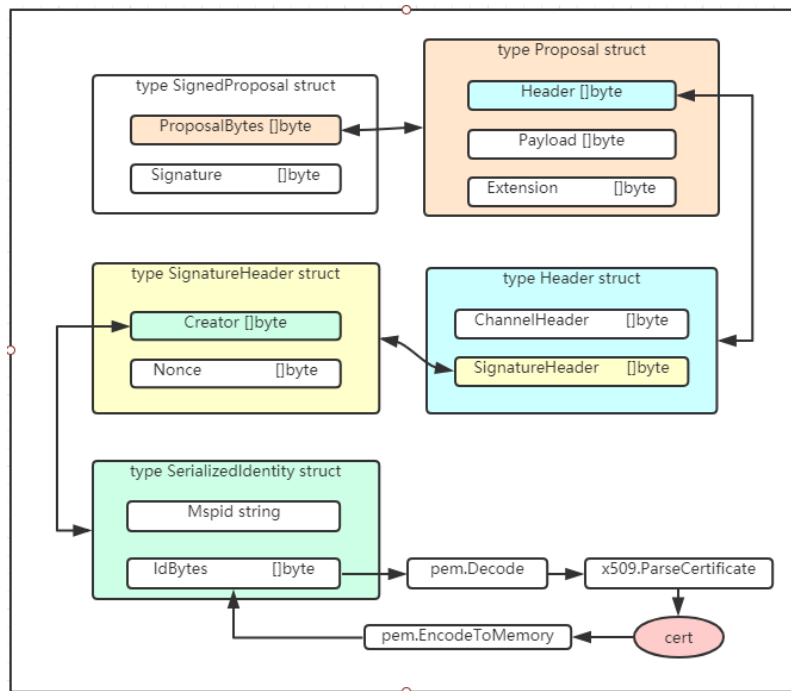 type SignedProposal struct
ProposalBytes []byte
Signature []byte
type Proposal struct
Header []byte
Payload []byte
Extension []byte
type SignatureHeader struct
Creator []byte
Nonce []byte
type Header struct
ChannelHeader []byte
SignatureHeader []byte
type SerializedIdentity struct
Mspid string
IdBytes []byte
pem.Decode
x509.ParseCertificate
pem.EncodeToMemory
cert